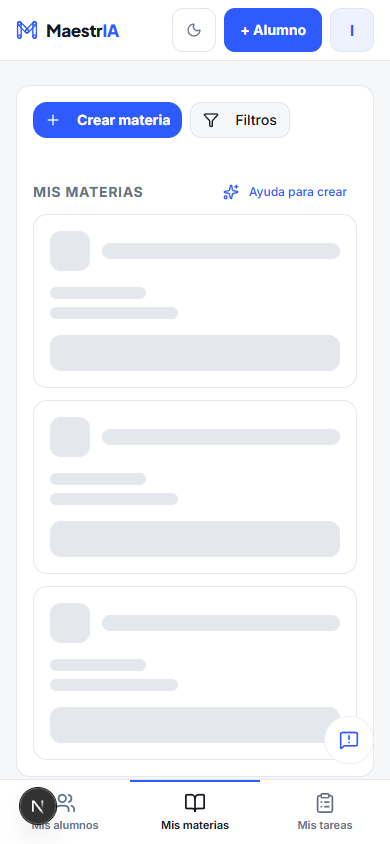 MaestrIA
+ Alumno
I
Crear materia
Filtros
MIS MATERIAS
Ayuda para crear
N
Mis alumnos
Mis materias
Mis tareas